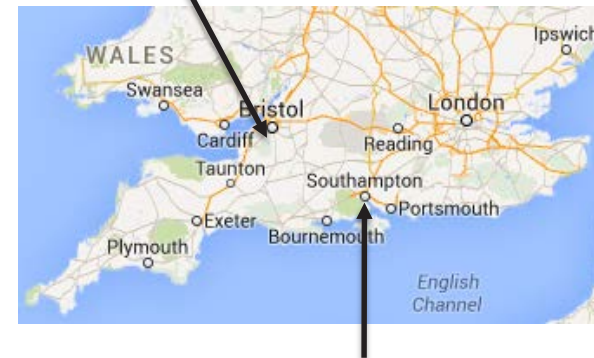 Ipswich
WALES
Swansea
Bristol
London
Cardiff
Reading
Taunton
Southampton
Portsmouth
Exeter
Bournemouth
Plymouth
English
Channel